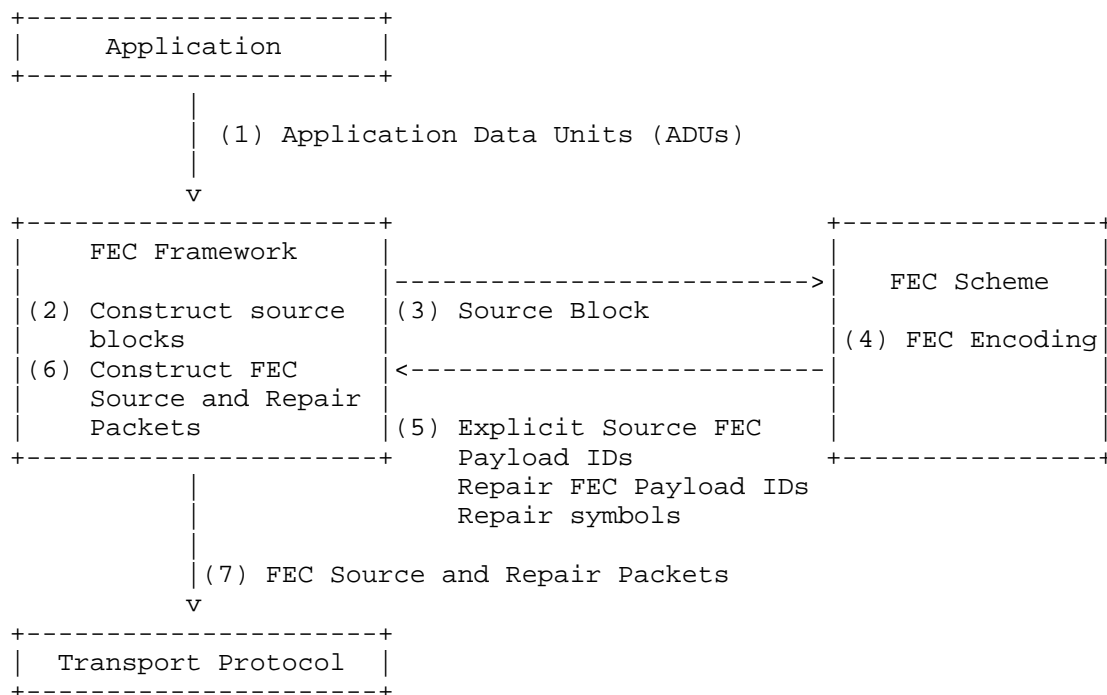 Application
(1) Application Data Units (ADUs)
v
FEC Framework
FEC Scheme
(2) Construct source
(3) Source Block
blocks
(4) FEC Encoding
(6) Construct FEC
Source and Repair
Packets
(5) Explicit Source FEC
Payload IDs
Repair FEC Payload IDs
Repair symbols
(7) FEC Source and Repair Packets
v
Transport Protocol